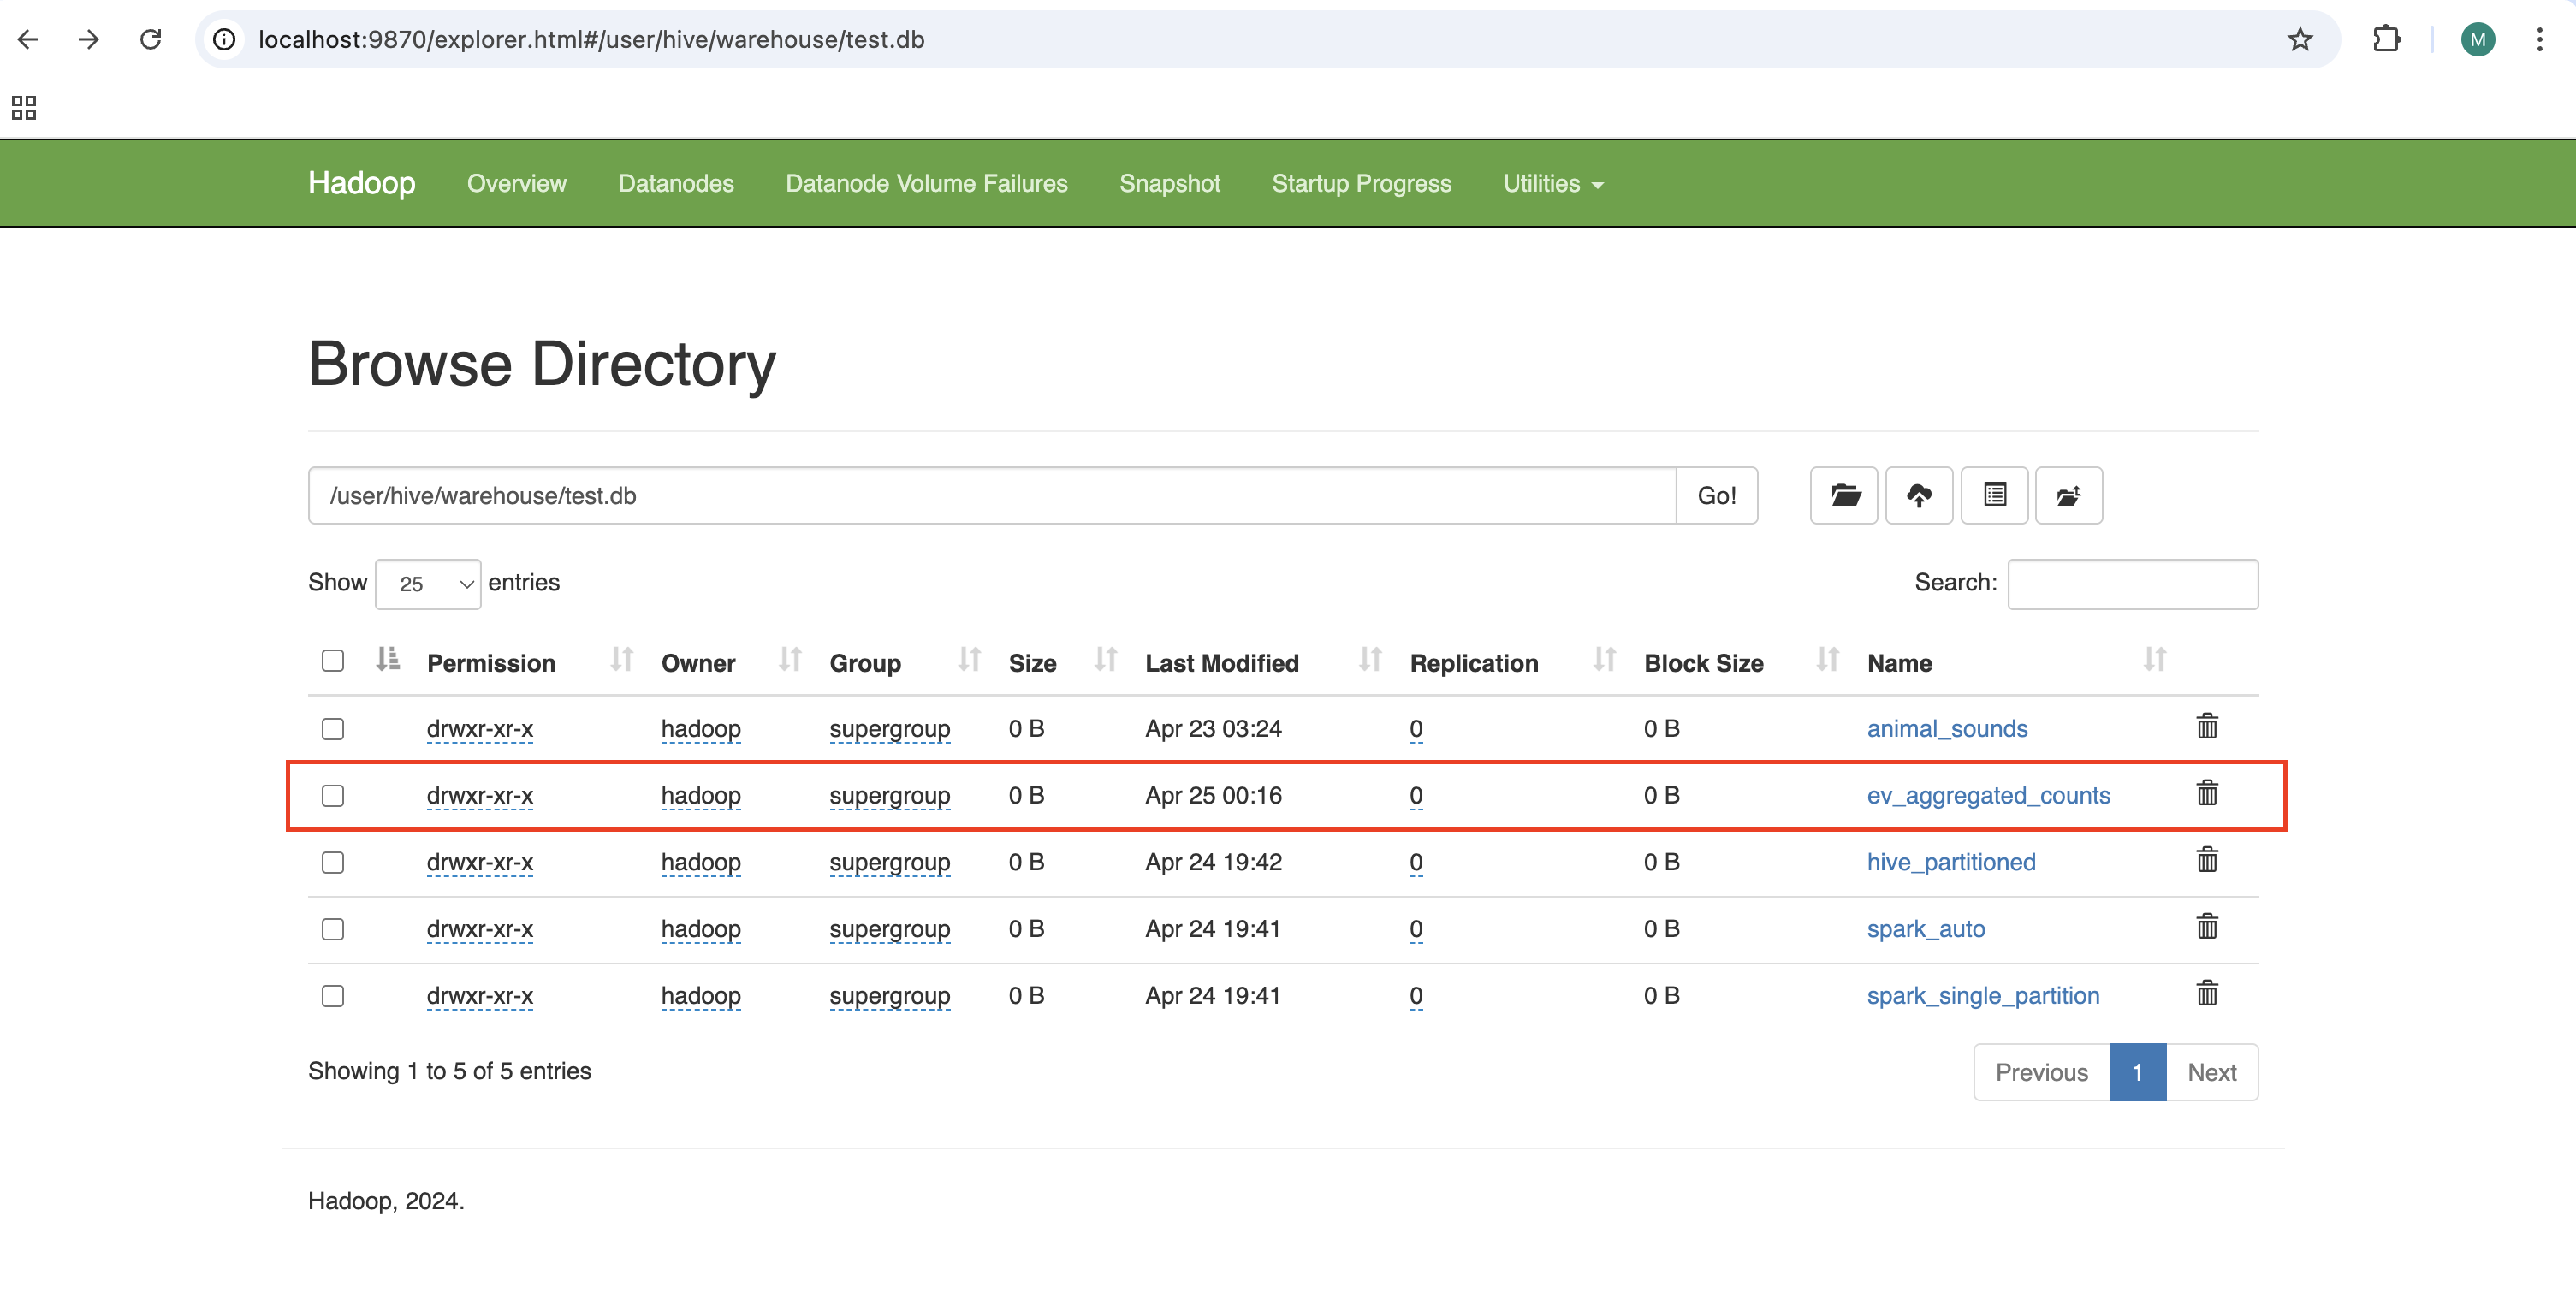 localhost:9870/explorer.html#/user/hive/warehouse/test.db
M
Hadoop Overview Datanodes Datanode Volume Failures Snapshot Startup Progress Utilities
Browse Directory
/user/hive/warehouse/test.db Go!
Show 25 entries Search:
Permission Owner Group Size Last Modified Replication Block Size Name
drwxr-xr-x hadoop supergroup 0 B Apr 23 03:24 0 0 B animal_sounds
drwxr-xr-x hadoop supergroup 0 B Apr 25 00:16 0 0 B ev_aggregated_counts
drwxr-xr-x hadoop supergroup 0 B Apr 24 19:42 0 0 B hive_partitioned
drwxr-xr-x hadoop supergroup 0 B Apr 24 19:41 0 0 B spark_auto
drwxr-xr-x hadoop supergroup 0 B Apr 24 19:41 0 0 B spark_single_partition
Showing 1 to 5 of 5 entries Previous 1 Next
Hadoop, 2024.